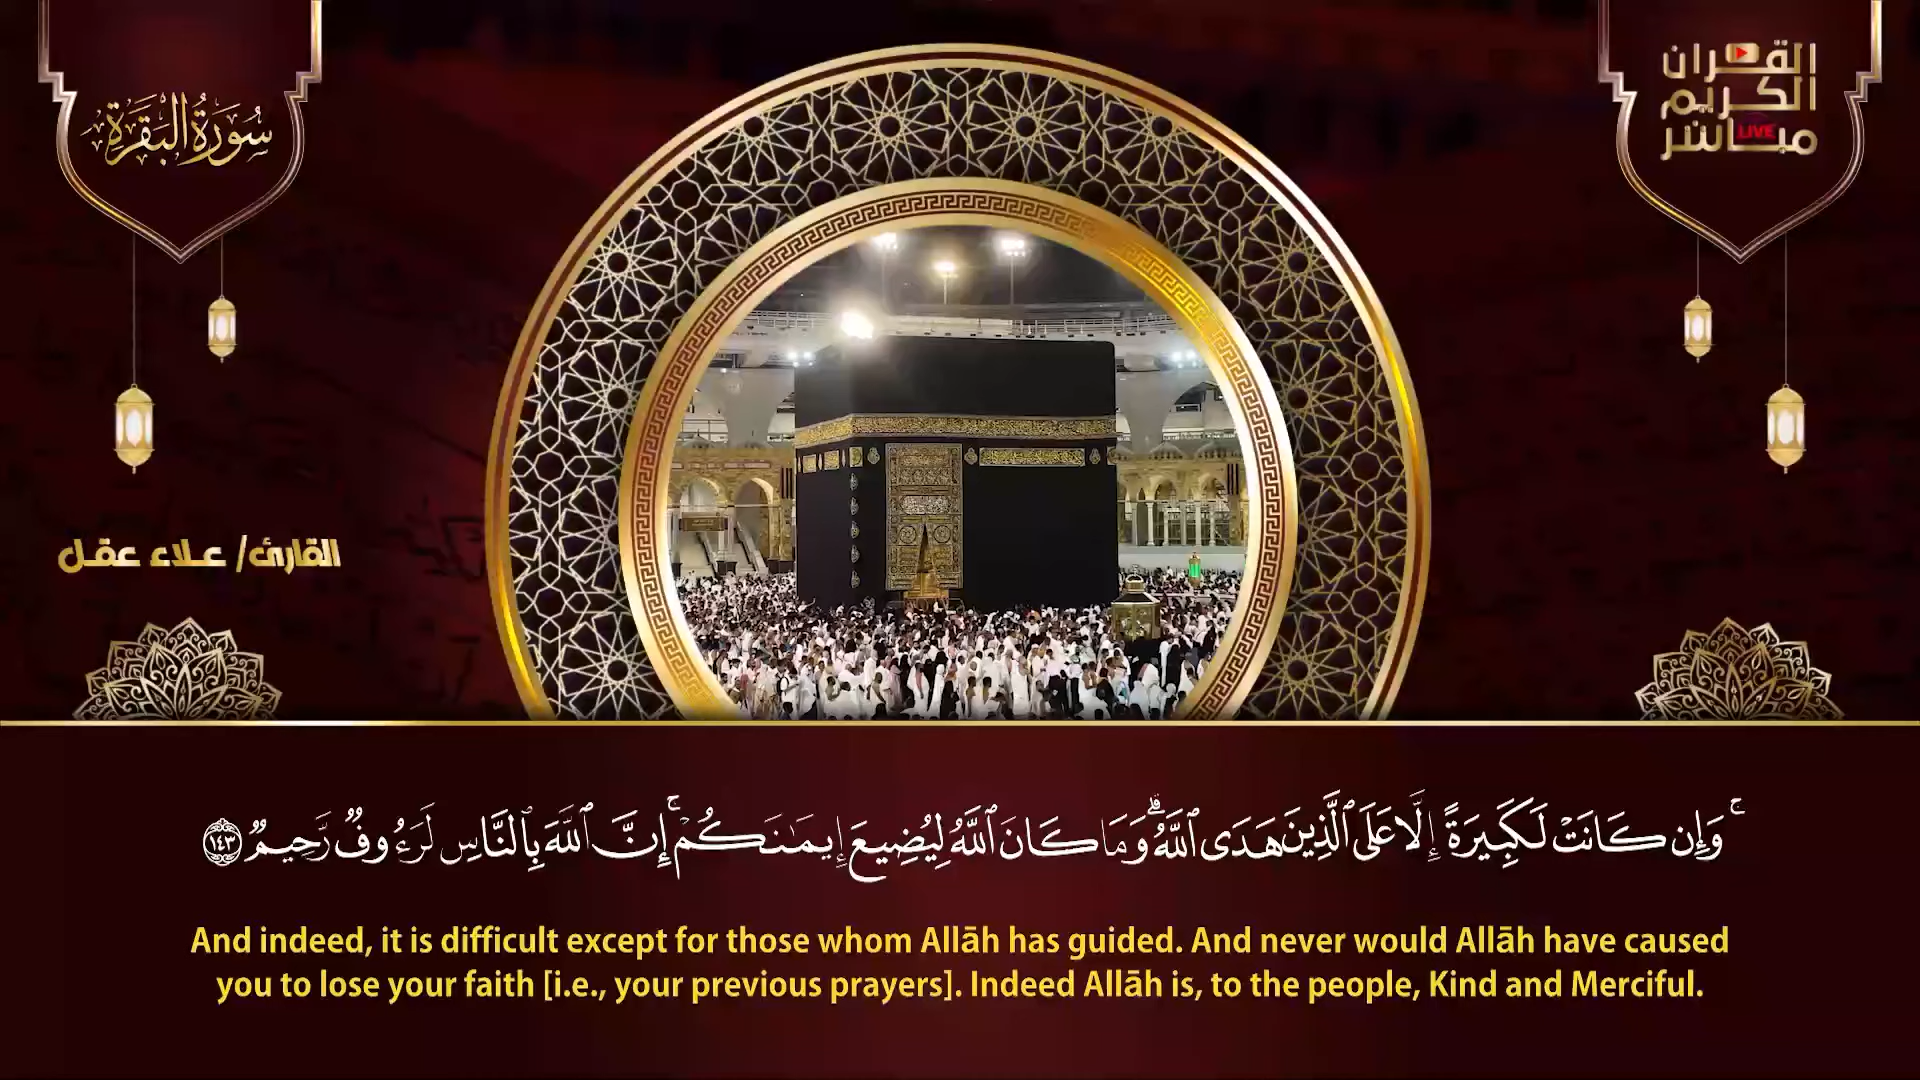 سُورَةُ البَقَرَةِ
القران
الكريم
مباشر
LIVE
القارئ/ علاء عقل
ۚ وَإِن كَانَتْ لَكَبِيرَةً إِلَّا عَلَى ٱلَّذِينَ هَدَى ٱللَّهُ ۗ وَمَا كَانَ ٱللَّهُ لِيُضِيعَ إِيمَـٰنَكُمْ ۚ إِنَّ ٱللَّهَ بِٱلنَّاسِ لَرَءُوفٌ رَّحِيمٌ ١٤٣
And indeed, it is difficult except for those whom Allāh has guided. And never would Allāh have caused
you to lose your faith [i.e., your previous prayers]. Indeed Allāh is, to the people, Kind and Merciful.